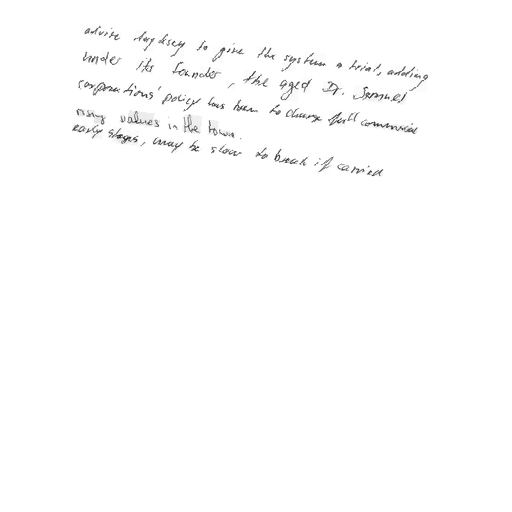 advise to give the system a trial, adding
under its founder, the aged Dr. Samuel
corporations' policy has been to charge full commercial
rising values in the town.
early stages, may be slow to break if carried